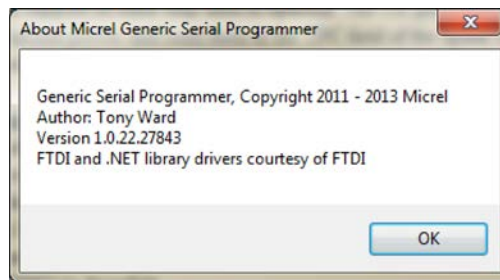 About Micrel Generic Serial Programmer
Generic Serial Programmer, Copyright 2011 - 2013 Micrel
Author: Tony Ward
Version 1.0.22.27843
FTDI and .NET library drivers courtesy of FTDI
OK